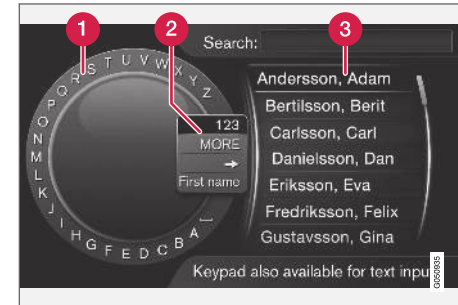 1
2
3
Search:
A B C D E F G H I J K L M N O P Q R S T U V W X Y Z
123
MORE
➔
First name
Andersson, Adam
Bertilsson, Berit
Carlsson, Carl
Danielsson, Dan
Eriksson, Eva
Fredriksson, Felix
Gustavsson, Gina
Keypad also available for text input
G050935